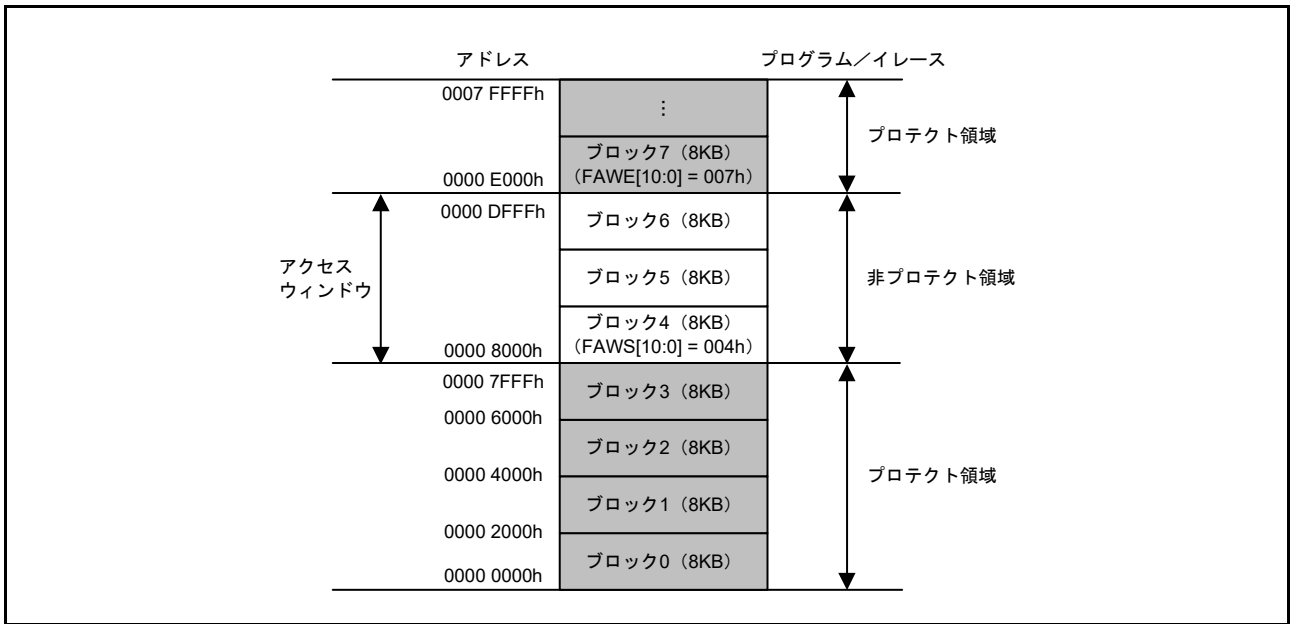 アドレス プログラム／イレース
0007 FFFFh
⋮
プロテクト領域
ブロック7（8KB）
（FAWE[10:0] = 007h）
0000 E000h
0000 DFFFh
ブロック6（8KB）
アクセス
ウィンドウ
ブロック5（8KB）
非プロテクト領域
ブロック4（8KB）
（FAWS[10:0] = 004h）
0000 8000h
0000 7FFFh
ブロック3（8KB）
0000 6000h
ブロック2（8KB）
0000 4000h
プロテクト領域
ブロック1（8KB）
0000 2000h
ブロック0（8KB）
0000 0000h